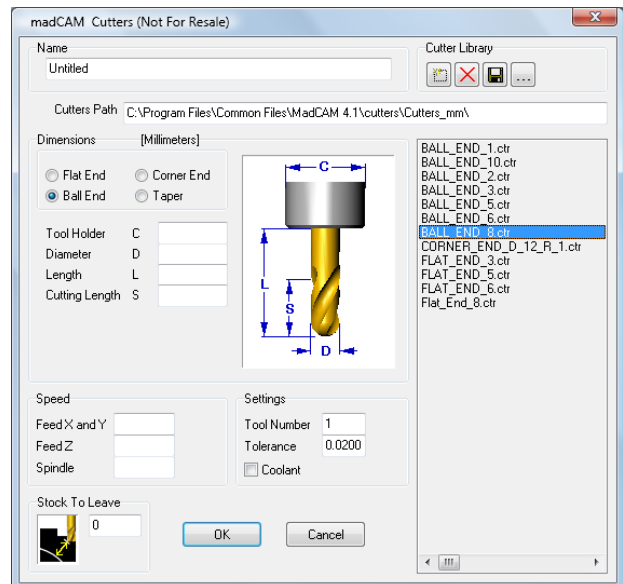 madCAM Cutters (Not For Resale)
Name
Untitled
Cutter Library
...
Cutters Path C:\Program Files\Common Files\MadCAM 4.1\cutters\Cutters_mm\
Dimensions [Millimeters]
Flat End Corner End
Ball End Taper
Tool Holder C
Diameter D
Length L
Cutting Length S
C
L
S
D
BALL_END_1.ctr
BALL_END_10.ctr
BALL_END_2.ctr
BALL_END_3.ctr
BALL_END_5.ctr
BALL_END_6.ctr
BALL_END_8.ctr
CORNER_END_D_12_R_1.ctr
FLAT_END_3.ctr
FLAT_END_5.ctr
FLAT_END_6.ctr
Flat_End_8.ctr
Speed
Feed X and Y
Feed Z
Spindle
Settings
Tool Number 1
Tolerance 0.0200
Coolant
Stock To Leave
0
OK Cancel